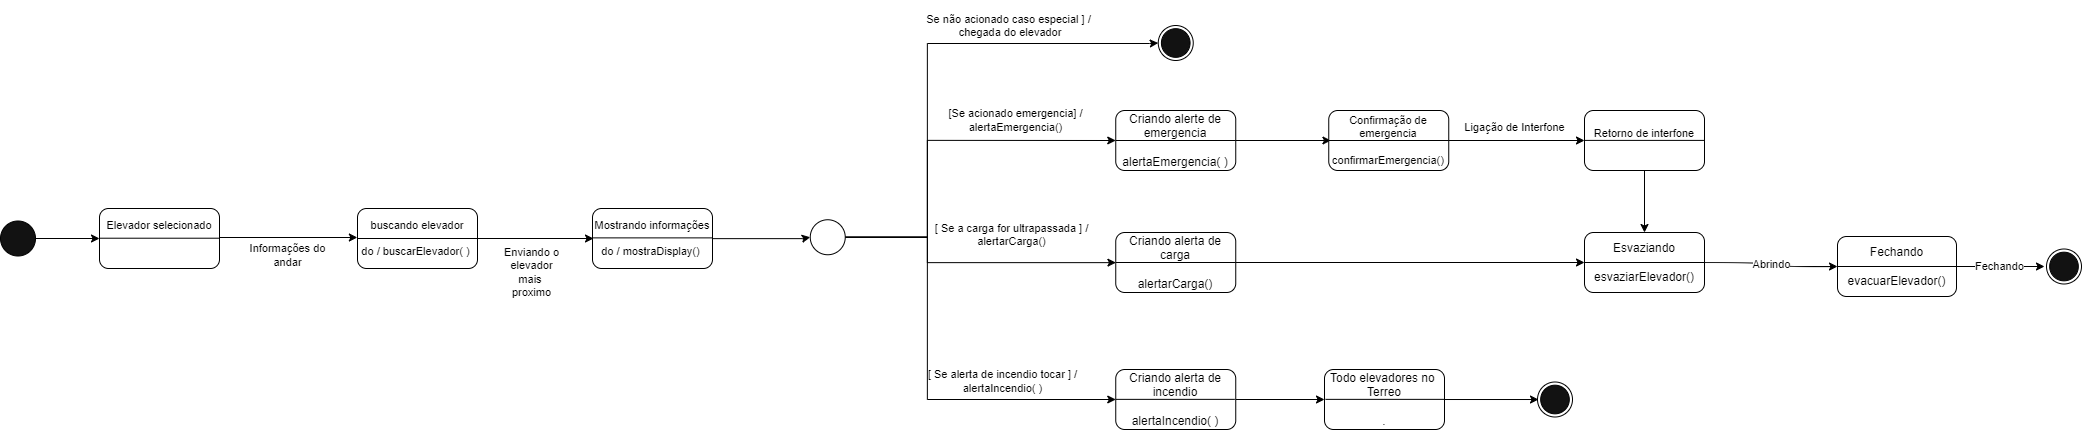 Se não acionado caso especial ] /
chegada do elevador
[Se acionado emergencia] /
alertaEmergencia()
Criando alerte de
emergencia
alertaEmergencia( )
Confirmação de
emergencia
confirmarEmergencia()
Ligação de Interfone
Retorno de interfone
Elevador selecionado
Informações do
andar
buscando elevador
do / buscarElevador( )
Enviando o
elevador
mais
proximo
Mostrando informações
do / mostraDisplay()
[ Se a carga for ultrapassada ] /
alertarCarga()
Criando alerta de
carga
alertarCarga()
Esvaziando
esvaziarElevador()
Abrindo
Fechando
evacuarElevador()
Fechando
[ Se alerta de incendio tocar ] /
alertaIncendio( )
Criando alerta de
incendio
alertaIncendio( )
Todo elevadores no
Terreo
.